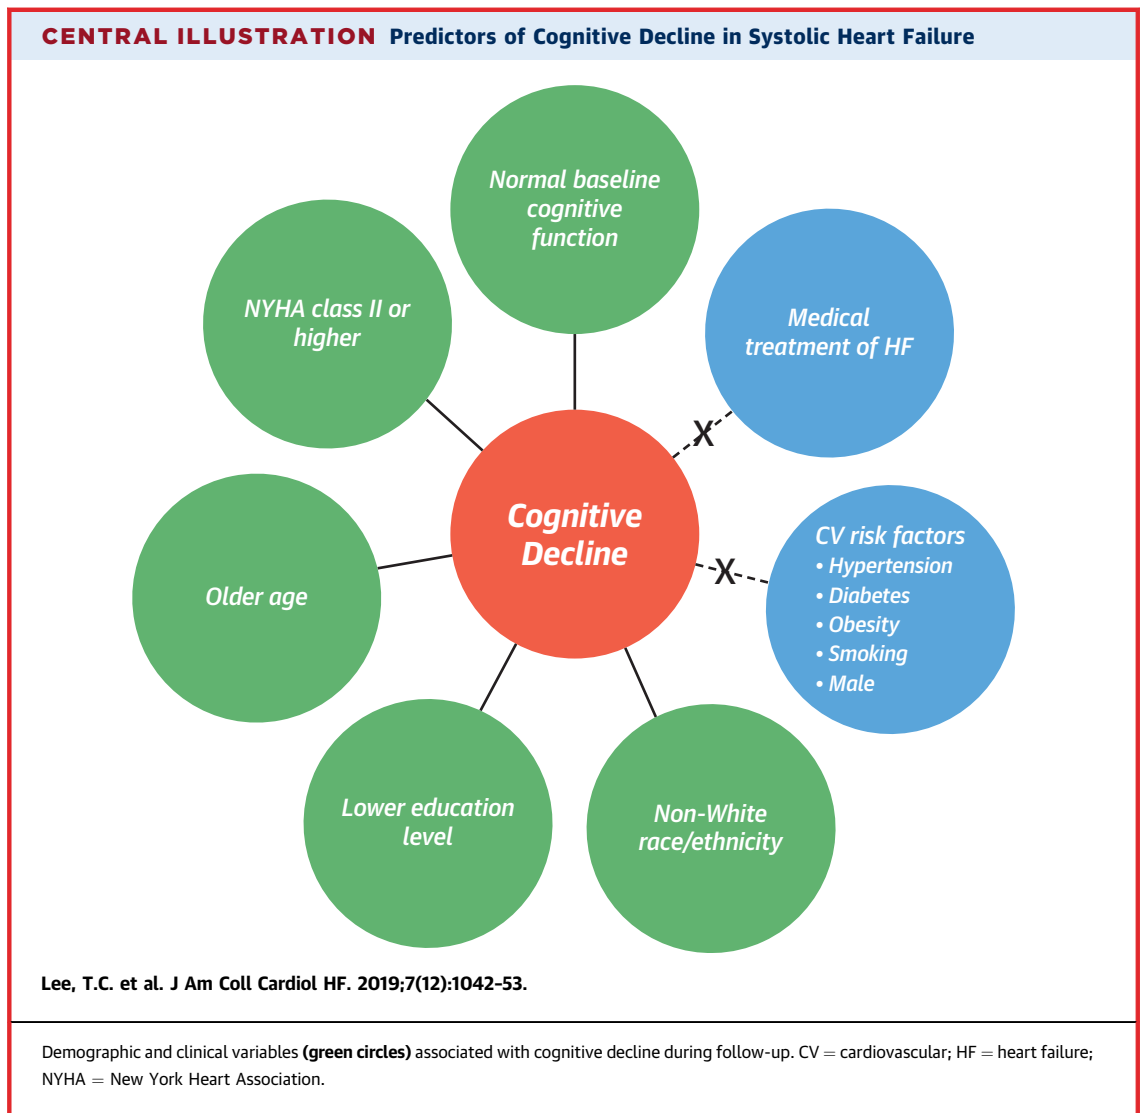 CENTRAL ILLUSTRATION Predictors of Cognitive Decline in Systolic Heart Failure
Normal baseline
cognitive
function
NYHA class II or
higher
Medical
treatment of HF
X
Cognitive
Decline
X
CV risk factors
• Hypertension
• Diabetes
• Obesity
• Smoking
• Male
Older age
Lower education
level
Non-White
race/ethnicity
Lee, T.C. et al. J Am Coll Cardiol HF. 2019;7(12):1042–53.
Demographic and clinical variables (green circles) associated with cognitive decline during follow-up. CV = cardiovascular; HF = heart failure;
NYHA = New York Heart Association.